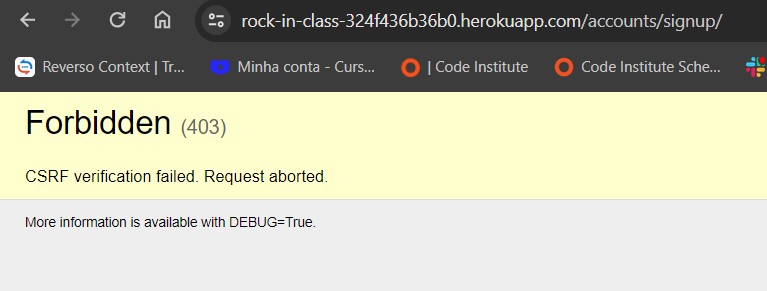 rock-in-class-324f436b36b0.herokuapp.com/accounts/signup/
Reverso Context | Tr... Minha conta - Curs... | Code Institute Code Institute Sche...
Forbidden (403)
CSRF verification failed. Request aborted.
More information is available with DEBUG=True.